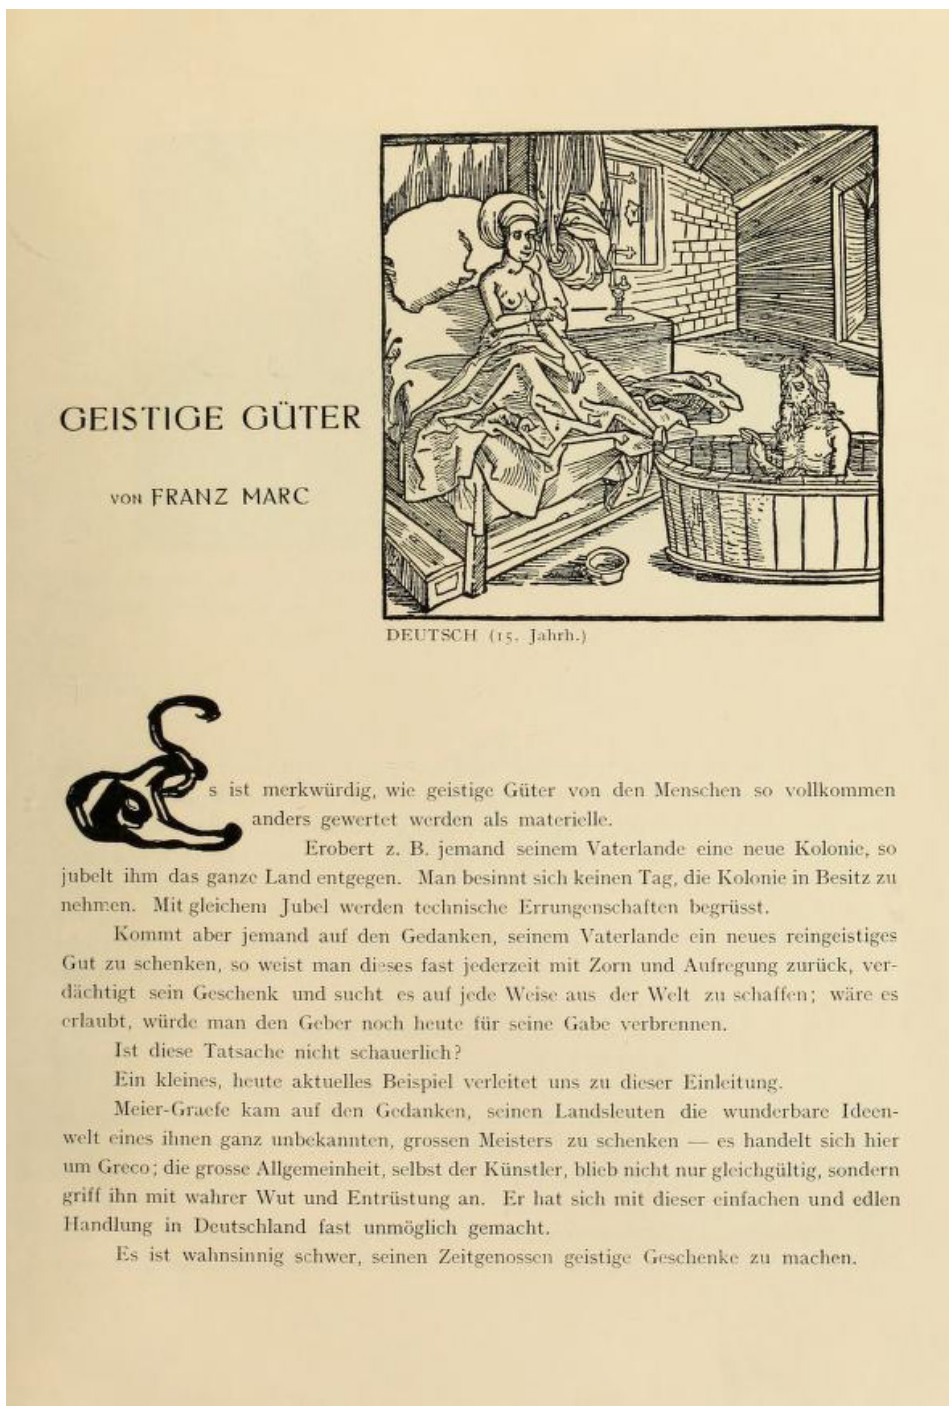 GEISTIGE GÜTER
VON FRANZ MARC
DEUTSCH (15. Jahrh.)
Es ist merkwürdig, wie geistige Güter von den Menschen so vollkommen
anders gewertet werden als materielle.
Erobert z. B. jemand seinem Vaterlande eine neue Kolonie, so
jubelt ihm das ganze Land entgegen. Man besinnt sich keinen Tag, die Kolonie in Besitz zu
nehmen. Mit gleichem Jubel werden technische Errungenschaften begrüsst.
Kommt aber jemand auf den Gedanken, seinem Vaterlande ein neues reingeistiges
Gut zu schenken, so weist man dieses fast jederzeit mit Zorn und Aufregung zurück, ver-
dächtigt sein Geschenk und sucht es auf jede Weise aus der Welt zu schaffen; wäre es
erlaubt, würde man den Geber noch heute für seine Gabe verbrennen.
Ist diese Tatsache nicht schauerlich?
Ein kleines, heute aktuelles Beispiel verleitet uns zu dieser Einleitung.
Meier-Graefe kam auf den Gedanken, seinen Landsleuten die wunderbare Ideen-
welt eines ihnen ganz unbekannten, grossen Meisters zu schenken — es handelt sich hier
um Greco; die grosse Allgemeinheit, selbst der Künstler, blieb nicht nur gleichgültig, sondern
griff ihn mit wahrer Wut und Entrüstung an. Er hat sich mit dieser einfachen und edlen
Handlung in Deutschland fast unmöglich gemacht.
Es ist wahnsinnig schwer, seinen Zeitgenossen geistige Geschenke zu machen.